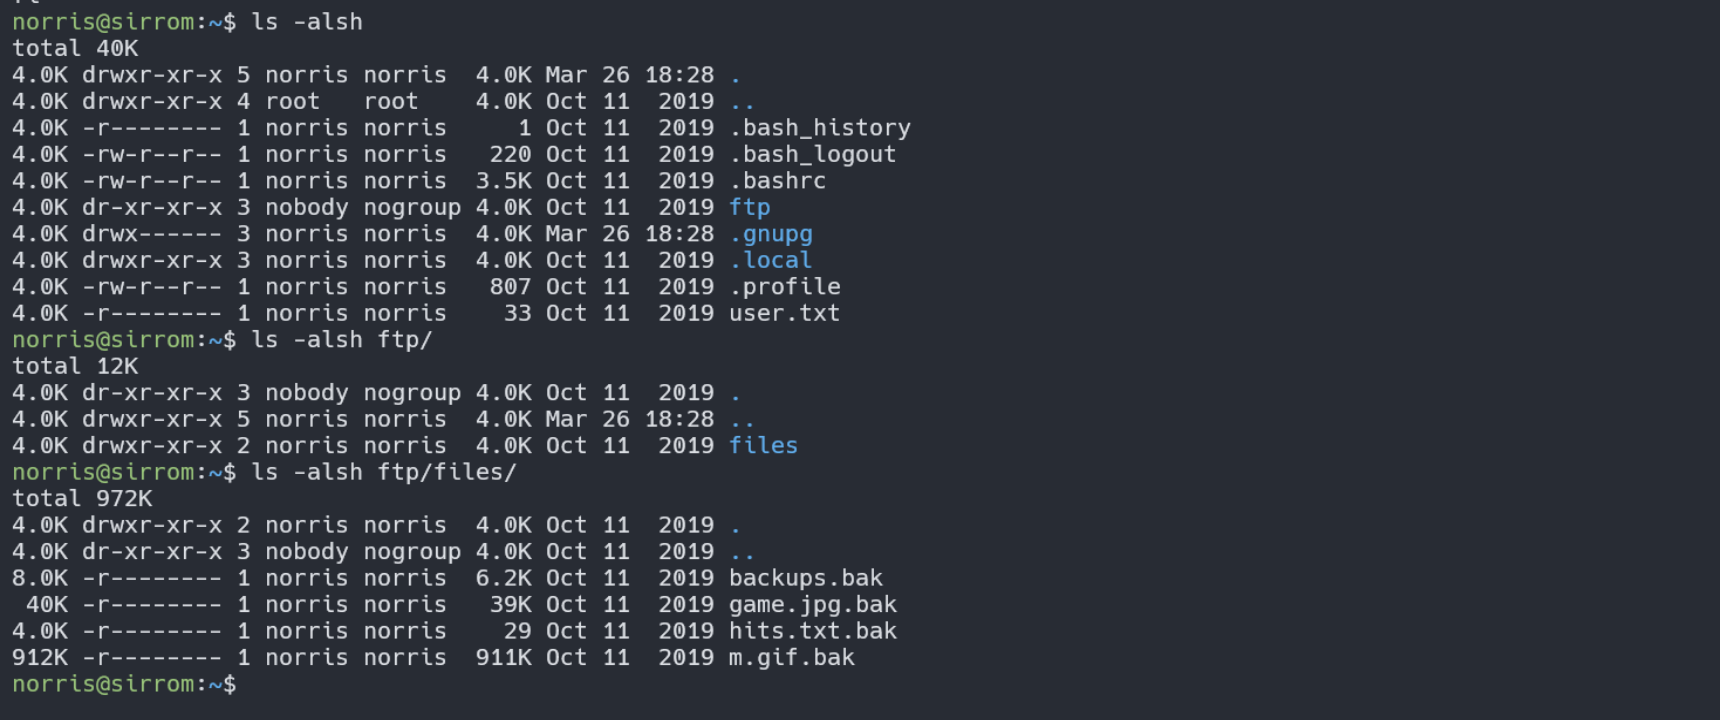 norris@sirrom:~$ ls -alsh
total 40K
4.0K drwxr-xr-x 5 norris norris  4.0K Mar 26 18:28 .
4.0K drwxr-xr-x 4 root   root    4.0K Oct 11  2019 ..
4.0K -r-------- 1 norris norris     1 Oct 11  2019 .bash_history
4.0K -rw-r--r-- 1 norris norris   220 Oct 11  2019 .bash_logout
4.0K -rw-r--r-- 1 norris norris  3.5K Oct 11  2019 .bashrc
4.0K dr-xr-xr-x 3 nobody nogroup 4.0K Oct 11  2019 ftp
4.0K drwx------ 3 norris norris  4.0K Mar 26 18:28 .gnupg
4.0K drwxr-xr-x 3 norris norris  4.0K Oct 11  2019 .local
4.0K -rw-r--r-- 1 norris norris   807 Oct 11  2019 .profile
4.0K -r-------- 1 norris norris    33 Oct 11  2019 user.txt
norris@sirrom:~$ ls -alsh ftp/
total 12K
4.0K dr-xr-xr-x 3 nobody nogroup 4.0K Oct 11  2019 .
4.0K drwxr-xr-x 5 norris norris  4.0K Mar 26 18:28 ..
4.0K drwxr-xr-x 2 norris norris  4.0K Oct 11  2019 files
norris@sirrom:~$ ls -alsh ftp/files/
total 972K
4.0K drwxr-xr-x 2 norris norris  4.0K Oct 11  2019 .
4.0K dr-xr-xr-x 3 nobody nogroup 4.0K Oct 11  2019 ..
8.0K -r-------- 1 norris norris  6.2K Oct 11  2019 backups.bak
 40K -r-------- 1 norris norris   39K Oct 11  2019 game.jpg.bak
4.0K -r-------- 1 norris norris    29 Oct 11  2019 hits.txt.bak
912K -r-------- 1 norris norris  911K Oct 11  2019 m.gif.bak
norris@sirrom:~$